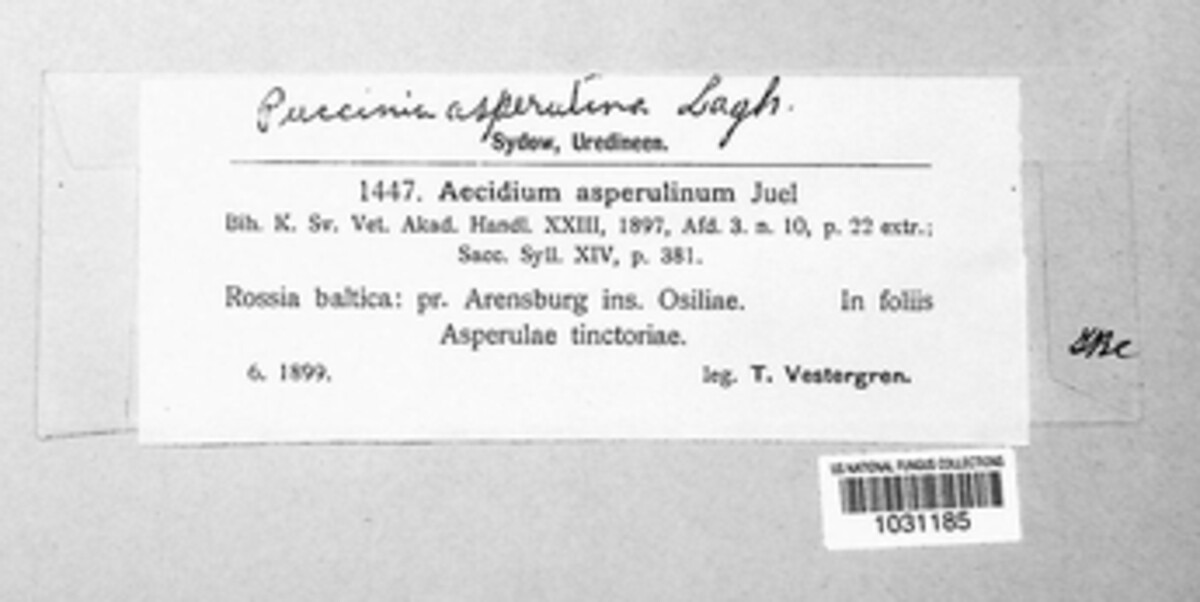 Puccinia asperulina Lagh.
Sydow, Uredineen.
1447. Aecidium asperulinum Juel
Bih. K. Sv. Vet. Akad. Handl. XXIII, 1897, Afd. 3. n. 10, p. 22 extr.;
Sacc. Syll. XIV, p. 381.
Rossia baltica: pr. Arensburg ins. Osiliae. In foliis
Asperulae tinctoriae.
6. 1899. leg. T. Vestergren.
US NATIONAL FUNGUS COLLECTIONS
1031185